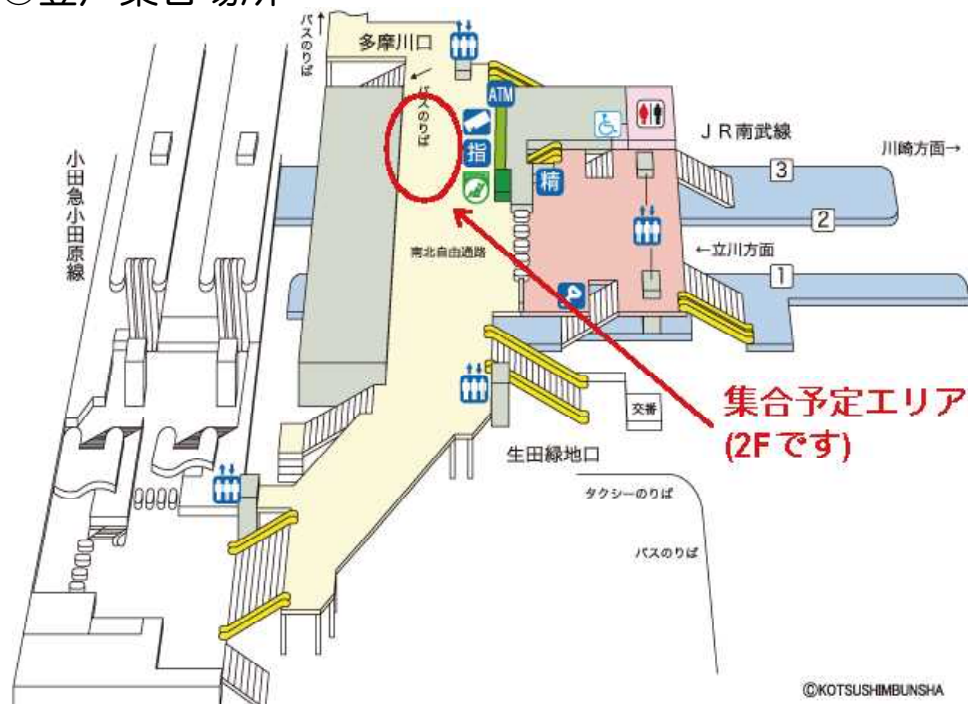 多摩川口
バスのりば
バスのりば
ATM
指
精
JR南武線
川崎方面→
3
2
←立川方面
1
小田急小田原線
南北自由通路
集合予定エリア
(2Fです)
交番
生田緑地口
タクシーのりば
バスのりば
©KOTSUSHIMBUNSHA